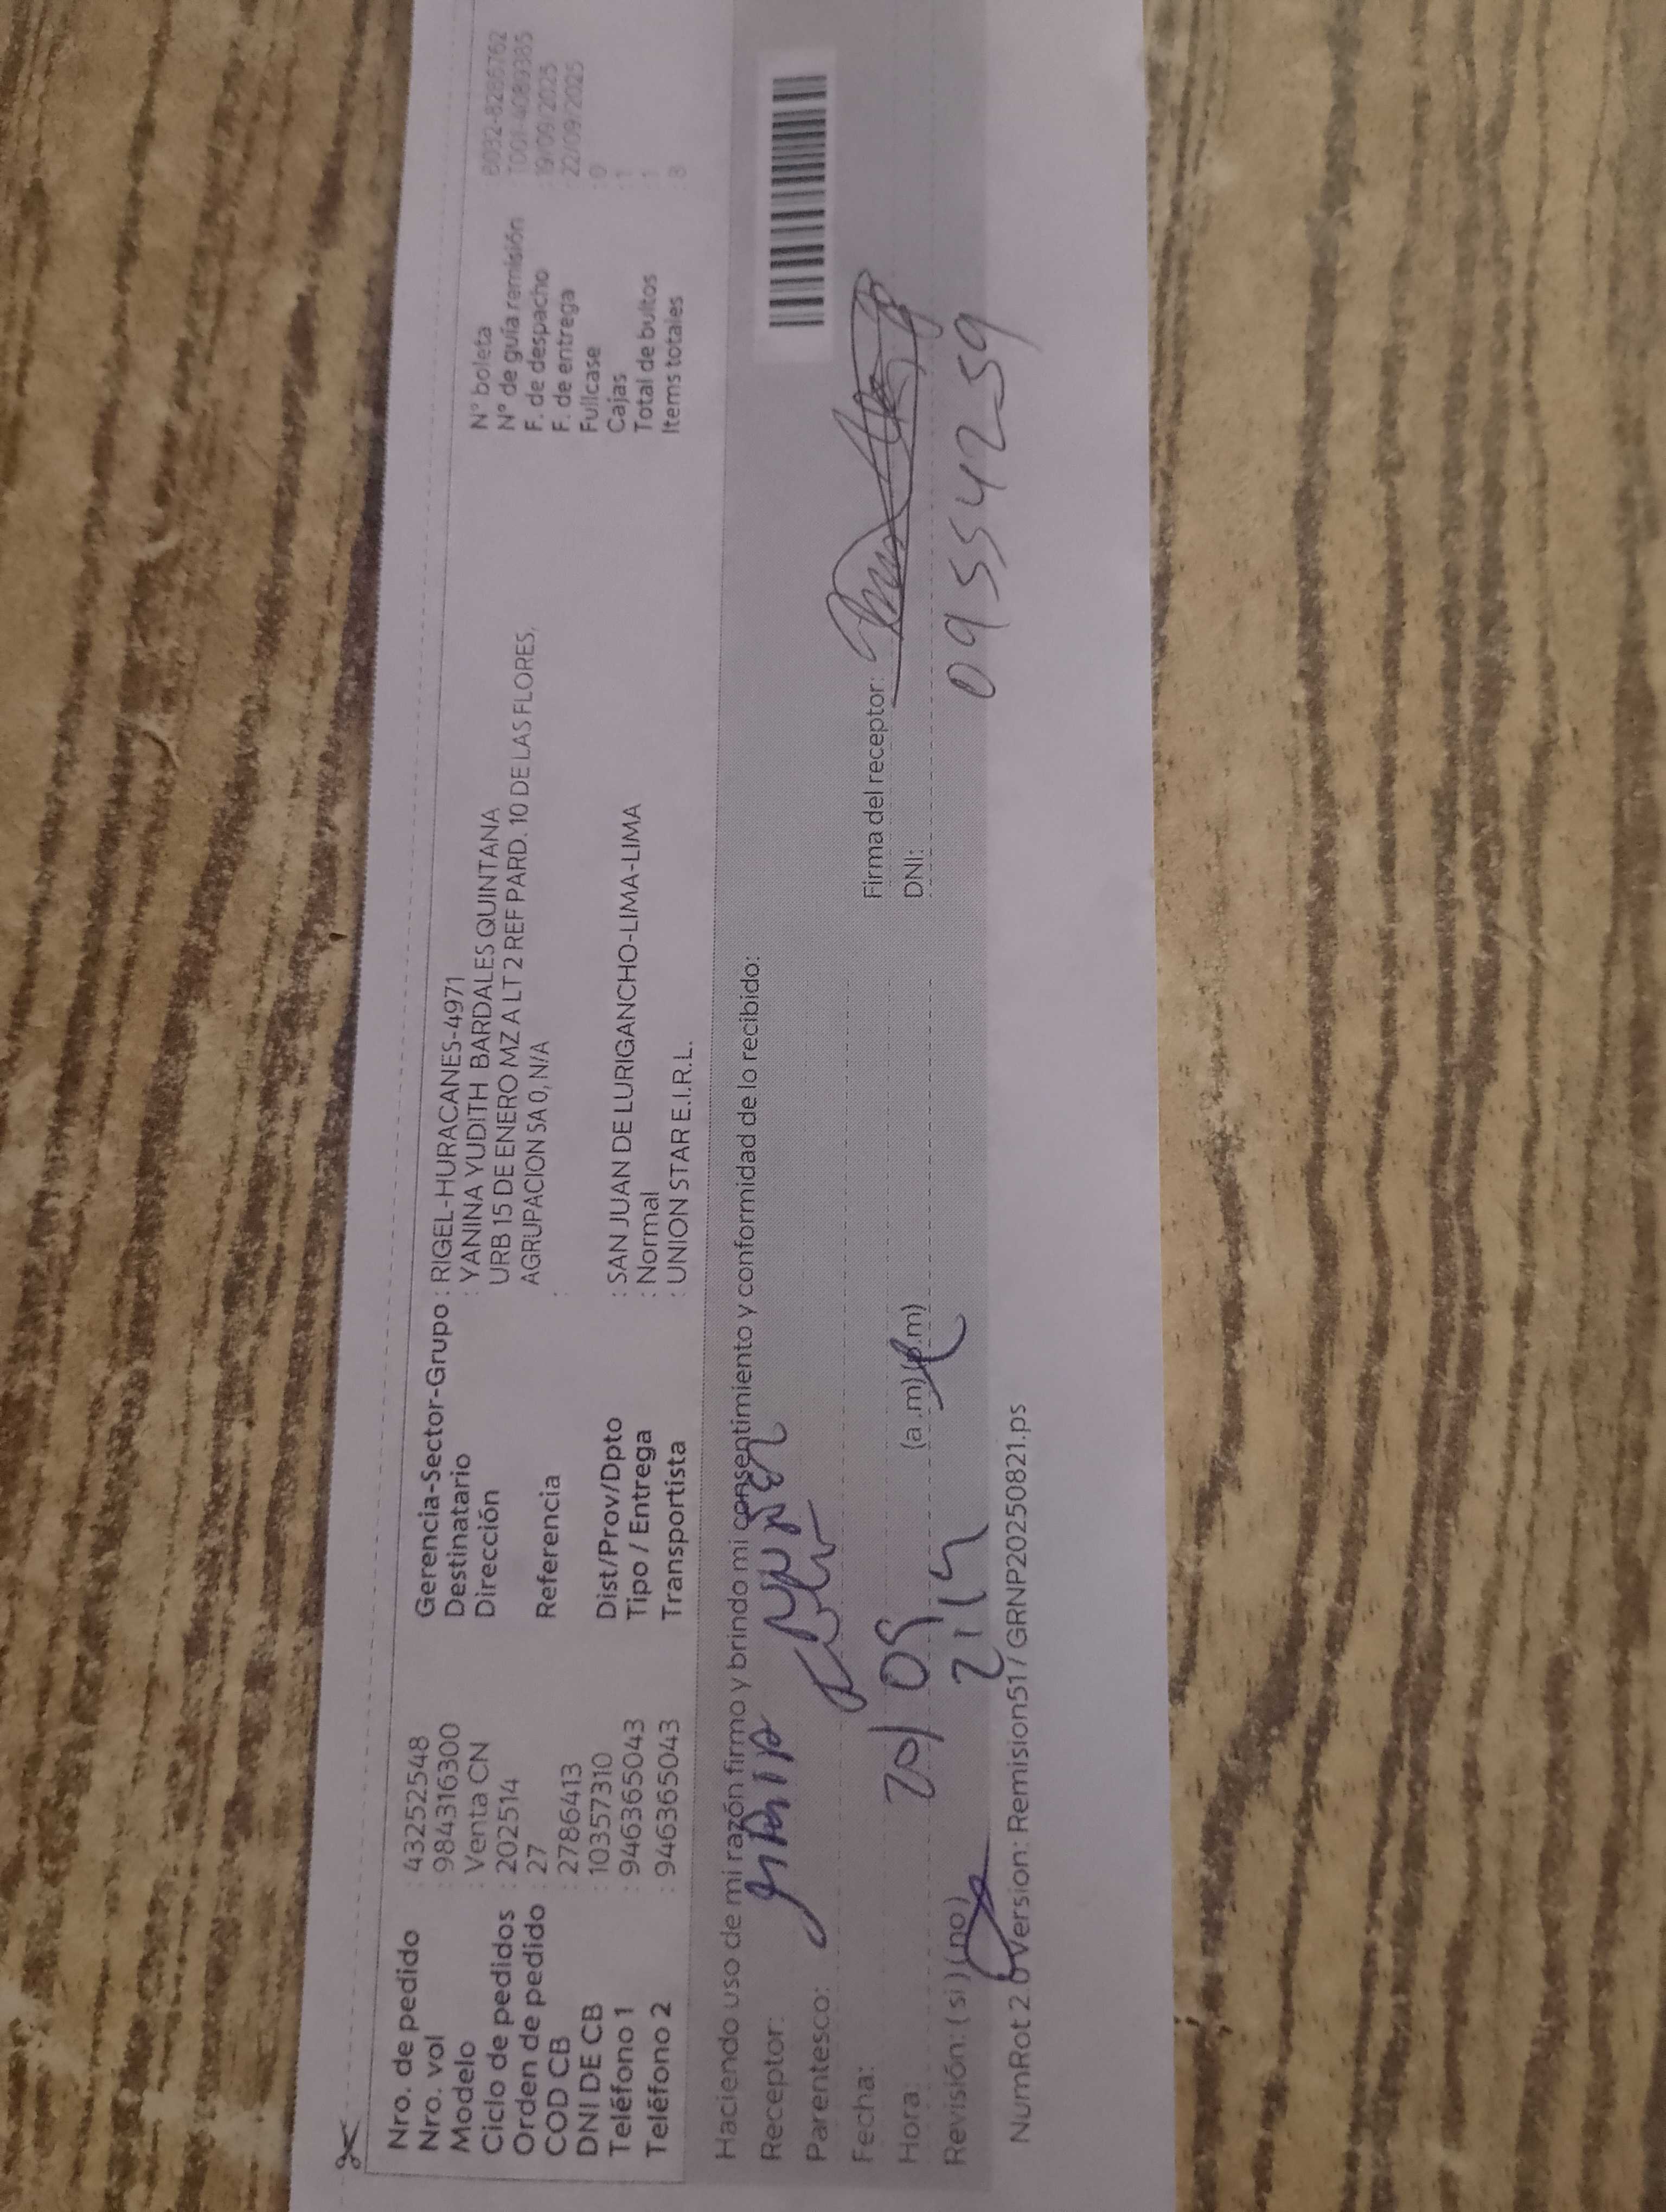 Nro. de pedido : 43252548
Nro. vol : 984316300
Modelo : Venta CN
Ciclo de pedidos : 202514
Orden de pedido : 27
COD CB : 2786413
DNI DE CB : 10357310
Teléfono 1 : 946365043
Teléfono 2 : 946365043
Gerencia-Sector-Grupo : RIGEL-HURACANES-4971
Destinatario : YANINA YUDITH BARDALES QUINTANA
Dirección URB 15 DE ENERO MZ A LT 2 REF PARD. 10 DE LAS FLORES,
AGRUPACION SA 0, N/A
Referencia :
Dist/Prov/Dpto : SAN JUAN DE LURIGANCHO-LIMA-LIMA
Tipo / Entrega : Normal
Transportista : UNION STAR E.I.R.L.
N° boleta : B032-8286762
N° de guía remisión : T001-4089385
F. de despacho : 19/09/2025
F. de entrega : 22/09/2025
Fullcase : 0
Cajas : 1
Total de bultos : 1
Items totales : 3
Haciendo uso de mi razón firmo y brindo mi consentimiento y conformidad de lo recibido:
Receptor:
Parentesco:
Fecha: 20/09
Hora: 2:14 (a.m) (p.m)
Revisión: ( si ) ( no )
Firma del receptor:
DNI: 09554259
NumRot 2.0 Version: Remision51 / GRNP20250821.ps